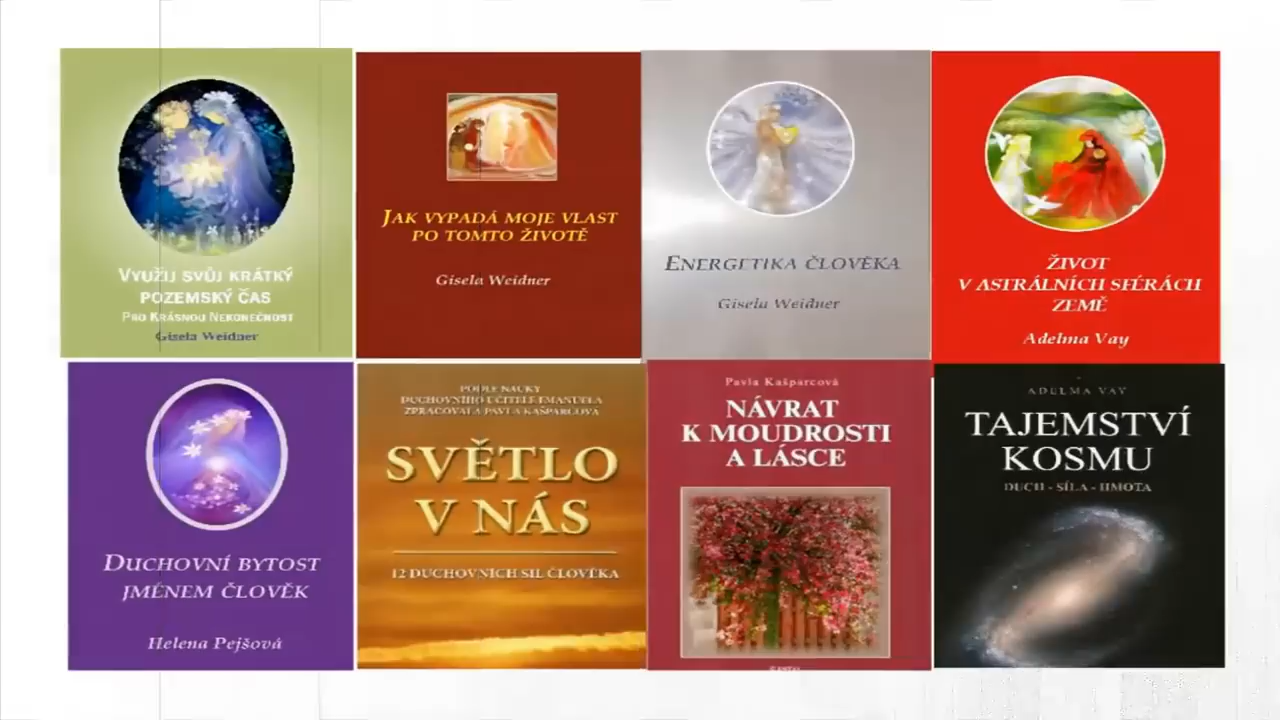 VYUŽIJ SVŮJ KRÁTKÝ
POZEMSKÝ ČAS
PRO KRÁSNOU NEKONEČNOST
Gisela Weidner
JAK VYPADÁ MOJE VLAST
PO TOMTO ŽIVOTĚ
Gisela Weidner
ENERGETIKA ČLOVĚKA
Gisela Weidner
ŽIVOT
V ASTRÁLNÍCH SFÉRÁCH
ZEMĚ
Adelma Vay
DUCHOVNÍ BYTOST
JMÉNEM ČLOVĚK
Helena Pejšová
PODLE NAUKY
DUCHOVNÍHO UČITELE EMANUELA
ZPRACOVALA PAVLA KAŠPARCOVÁ
SVĚTLO
V NÁS
12 DUCHOVNÍCH SIL ČLOVĚKA
Pavla Kašparcová
NÁVRAT
K MOUDROSTI
A LÁSCE
ADELMA VAY
TAJEMSTVÍ
KOSMU
DUCH - SÍLA - HMOTA